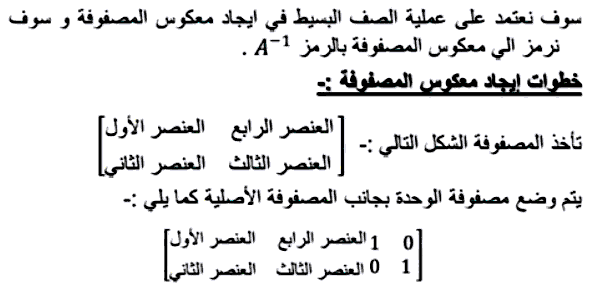 سوف نعتمد على عملية الصف البسيط في ايجاد معكوس المصفوفة و سوف
نرمز الي معكوس المصفوفة بالرمز A⁻¹ .
خطوات إيجاد معكوس المصفوفة :-
تأخذ المصفوفة الشكل التالي :- [العنصر الأول العنصر الرابع
العنصر الثاني العنصر الثالث]
يتم وضع مصفوفة الوحدة بجانب المصفوفة الأصلية كما يلي :-
[العنصر الأول العنصر الرابع 1 0
العنصر الثاني العنصر الثالث 0 1]